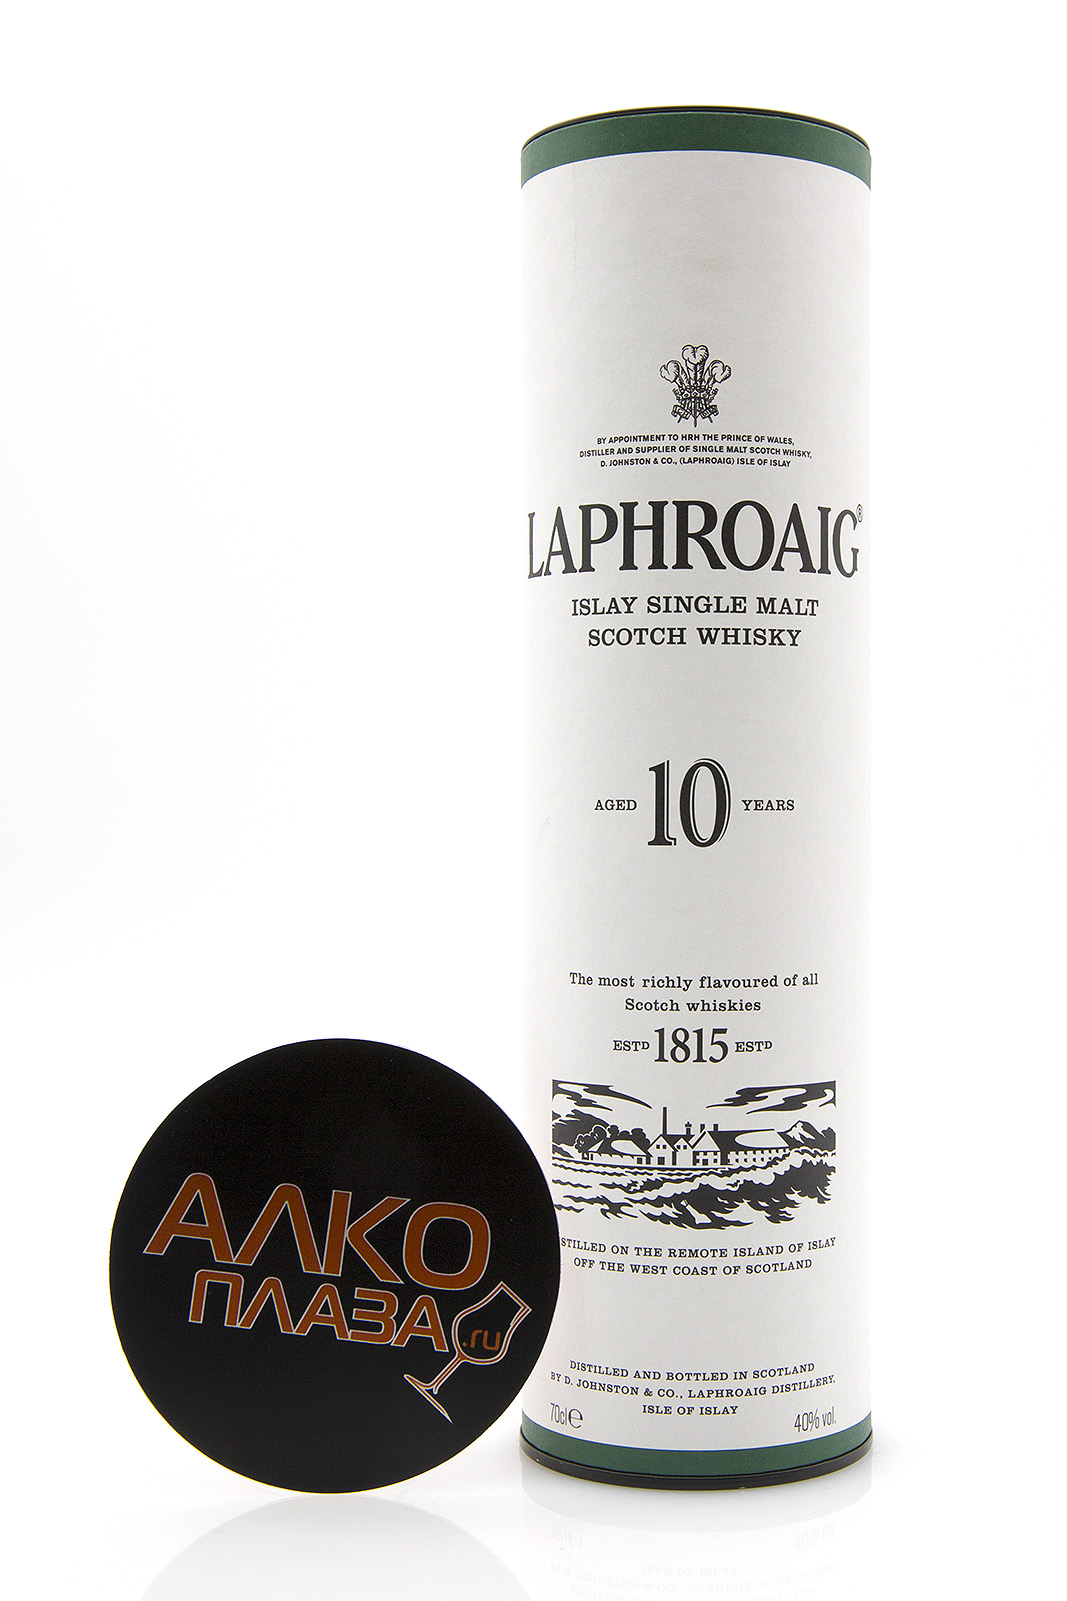 BY APPOINTMENT TO HRH THE PRINCE OF WALES,
DISTILLER AND SUPPLIER OF SINGLE MALT SCOTCH WHISKY,
D. JOHNSTON & CO., (LAPHROAIG) ISLE OF ISLAY
LAPHROAIG®
ISLAY SINGLE MALT
SCOTCH WHISKY
AGED 10 YEARS
The most richly flavoured of all
Scotch whiskies
ESTD 1815 ESTD
STILLED ON THE REMOTE ISLAND OF ISLAY
OFF THE WEST COAST OF SCOTLAND
DISTILLED AND BOTTLED IN SCOTLAND
BY D. JOHNSTON & CO., LAPHROAIG DISTILLERY,
ISLE OF ISLAY
70cl℮ 40% vol.
АЛКО
ПЛАЗА
.ru